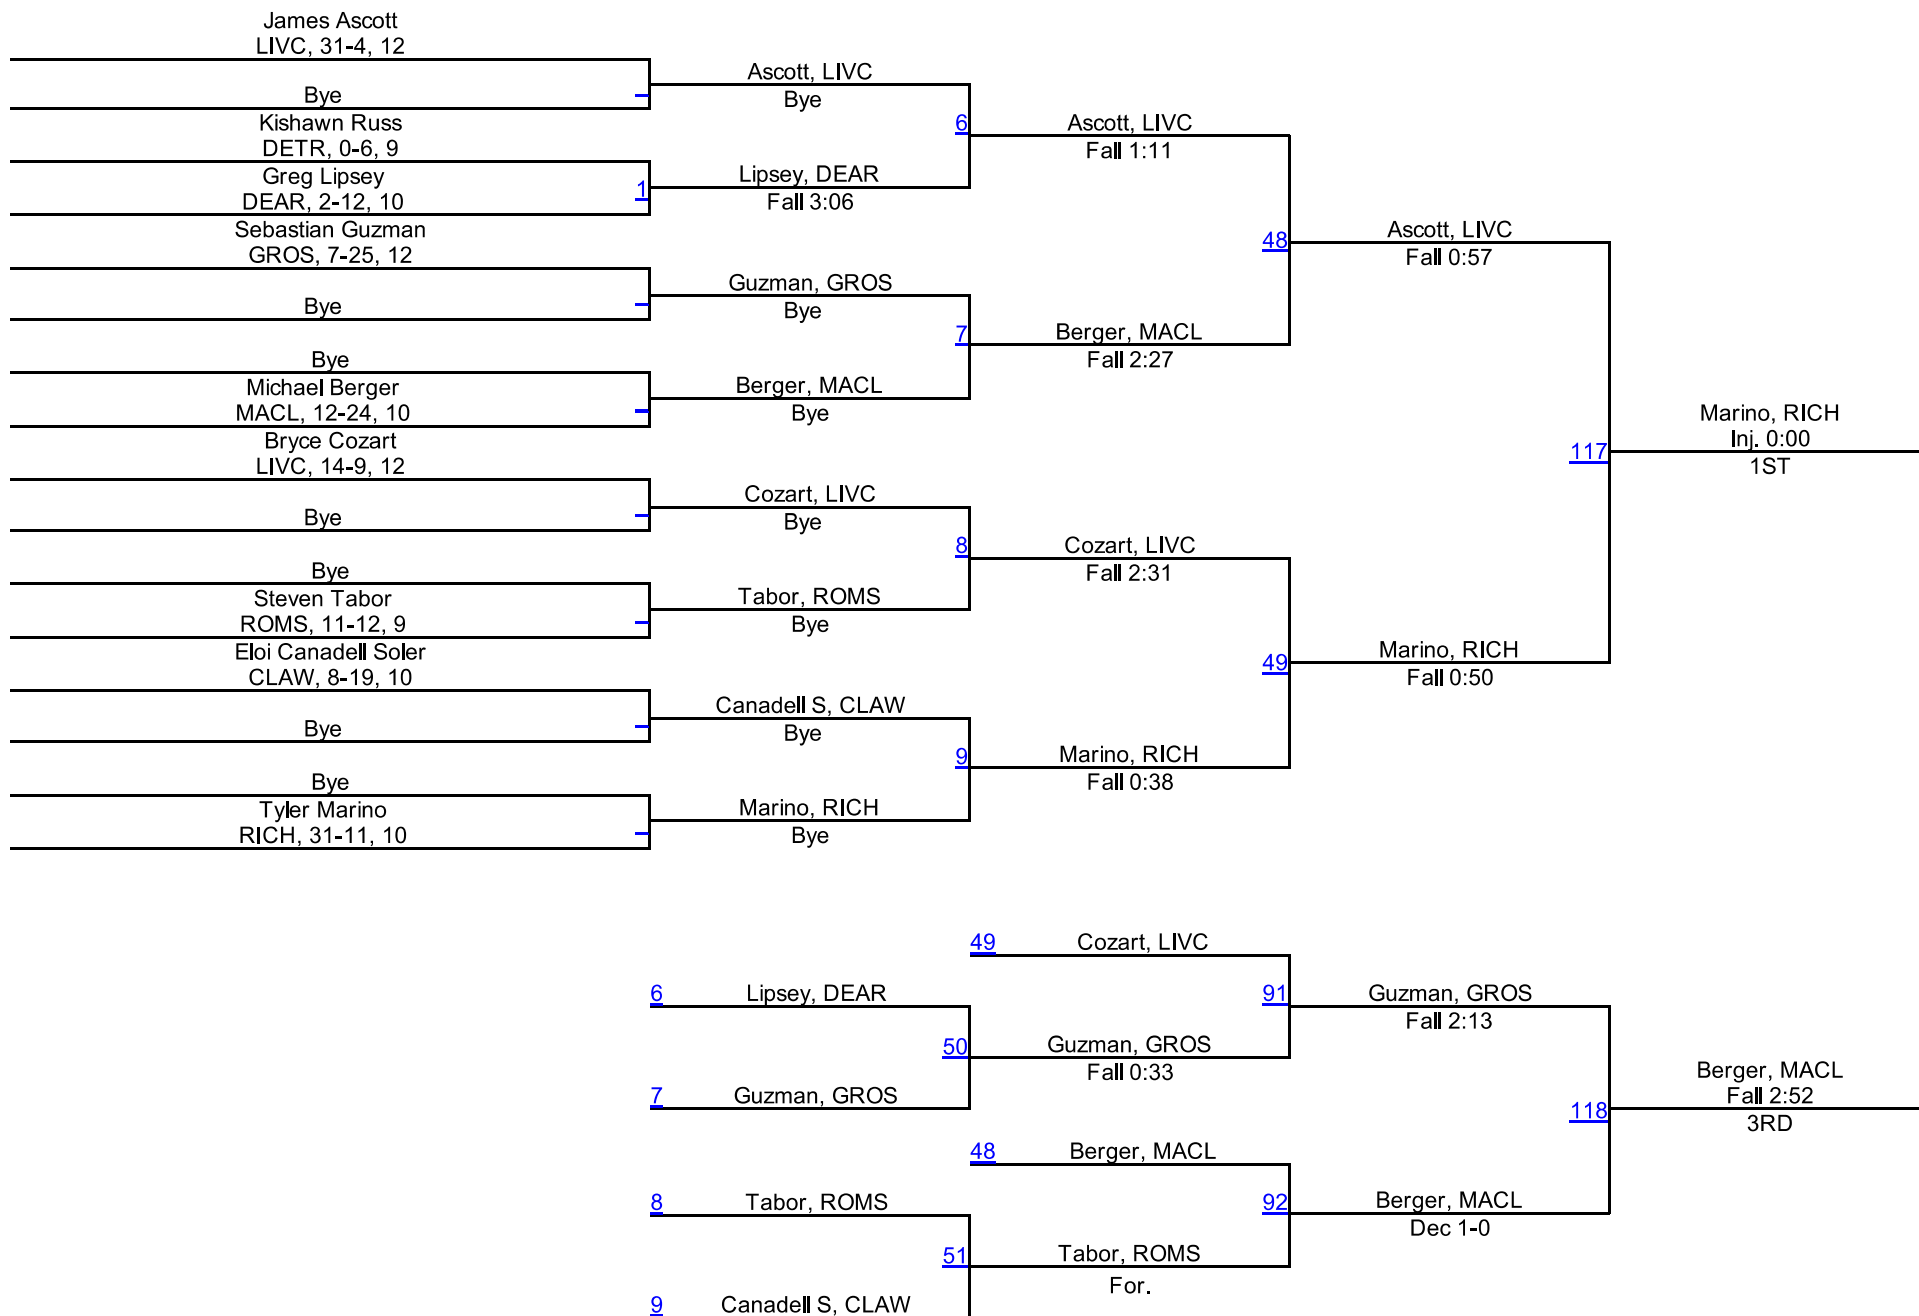 James Ascott
LIVC, 31-4, 12
Bye
Kishawn Russ
DETR, 0-6, 9
Greg Lipsey
DEAR, 2-12, 10
1
Sebastian Guzman
GROS, 7-25, 12
Bye
Bye
Michael Berger
MACL, 12-24, 10
Bryce Cozart
LIVC, 14-9, 12
Bye
Bye
Steven Tabor
ROMS, 11-12, 9
Eloi Canadell Soler
CLAW, 8-19, 10
Bye
Bye
Tyler Marino
RICH, 31-11, 10
Ascott, LIVC
Bye
6
Lipsey, DEAR
Fall 3:06
Guzman, GROS
Bye
7
Berger, MACL
Bye
Cozart, LIVC
Bye
8
Tabor, ROMS
Bye
Canadell S, CLAW
Bye
9
Marino, RICH
Bye
Ascott, LIVC
Fall 1:11
48
Berger, MACL
Fall 2:27
Cozart, LIVC
Fall 2:31
49
Marino, RICH
Fall 0:38
Ascott, LIVC
Fall 0:57
117
Marino, RICH
Fall 0:50
Marino, RICH
Inj. 0:00
1ST
49 Cozart, LIVC
6 Lipsey, DEAR
91
Guzman, GROS
Fall 2:13
50
Guzman, GROS
Fall 0:33
7 Guzman, GROS
118
Berger, MACL
Fall 2:52
3RD
48 Berger, MACL
8 Tabor, ROMS
92
Berger, MACL
Dec 1-0
51
Tabor, ROMS
For.
9 Canadell S, CLAW